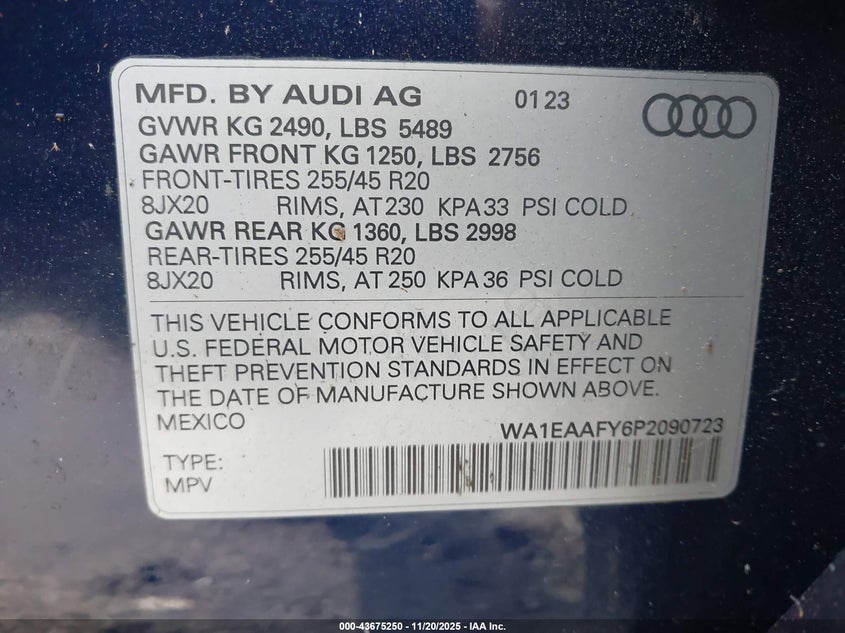 MFD. BY AUDI AG 01 23
GVWR KG 2490, LBS 5489
GAWR FRONT KG 1250, LBS 2756
FRONT-TIRES 255/45 R20
8JX20 RIMS, AT 230 KPA 33 PSI COLD
GAWR REAR KG 1360, LBS 2998
REAR-TIRES 255/45 R20
8JX20 RIMS, AT 250 KPA 36 PSI COLD
THIS VEHICLE CONFORMS TO ALL APPLICABLE
U.S. FEDERAL MOTOR VEHICLE SAFETY AND
THEFT PREVENTION STANDARDS IN EFFECT ON
THE DATE OF MANUFACTURE SHOWN ABOVE.
MEXICO
WA1EAAFY6P2090723
TYPE:
MPV
000-43675250 - 11/20/2025 - IAA Inc.